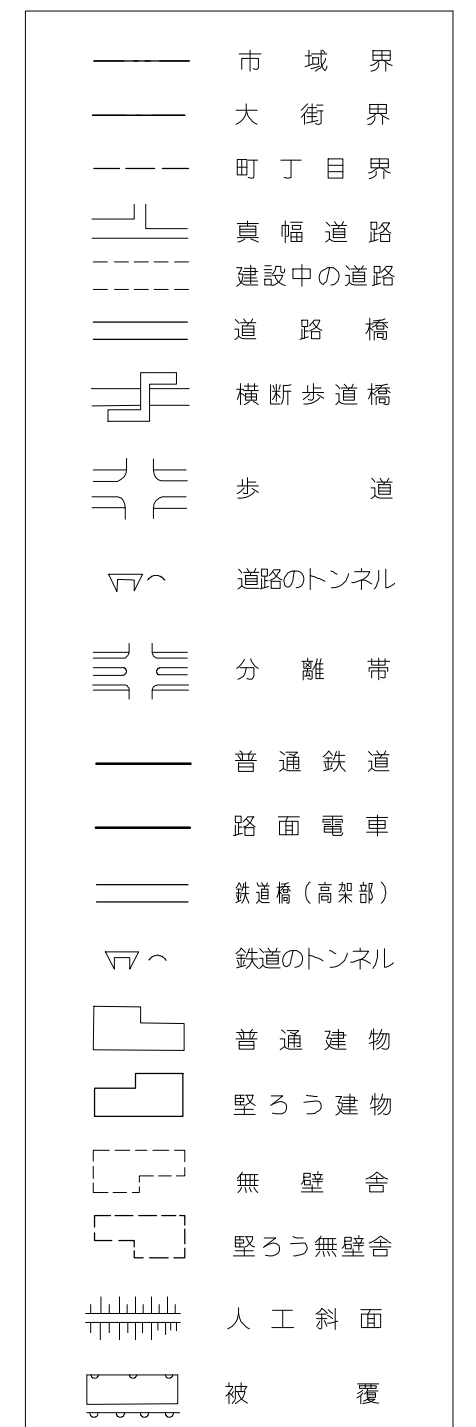 市域界
大街界
町丁目界
真幅道路
建設中の道路
道路橋
横断歩道橋
歩道
道路のトンネル
分離帯
普通鉄道
路面電車
鉄道橋（高架部）
鉄道のトンネル
普通建物
堅ろう建物
無壁舎
堅ろう無壁舎
人工斜面
被覆